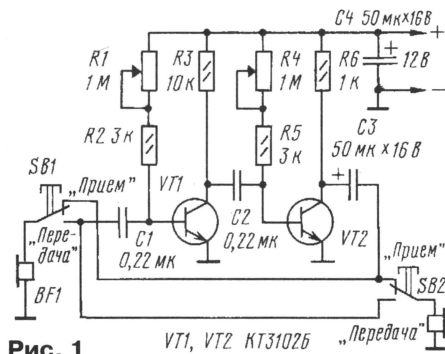 C4 50 мк×16В
R1
1 М
R3
10 к
R4
1 М
R6
1 к
+
+
12В
–
R2 3 к
R5
3 к
C3
50 мк × 16 В
+
SB1
„Прием"
VT1
„Пере-
дача"
C1
0,22 мк
C2
0,22 мк
VT2
„Прием"
SB2
BF1
„Передача"
VT1, VT2 КТ3102Б
Рис. 1